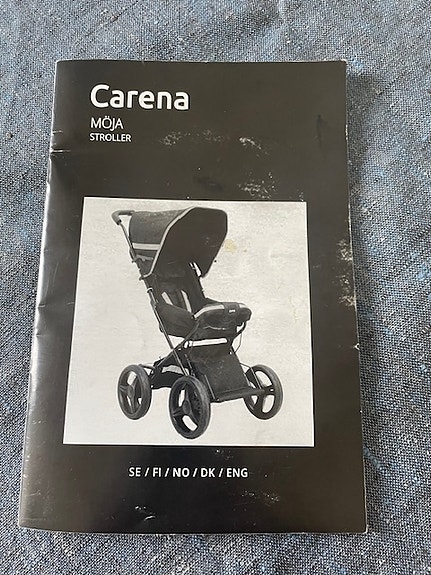 Carena
MÖJA
STROLLER
SE / FI / NO / DK / ENG